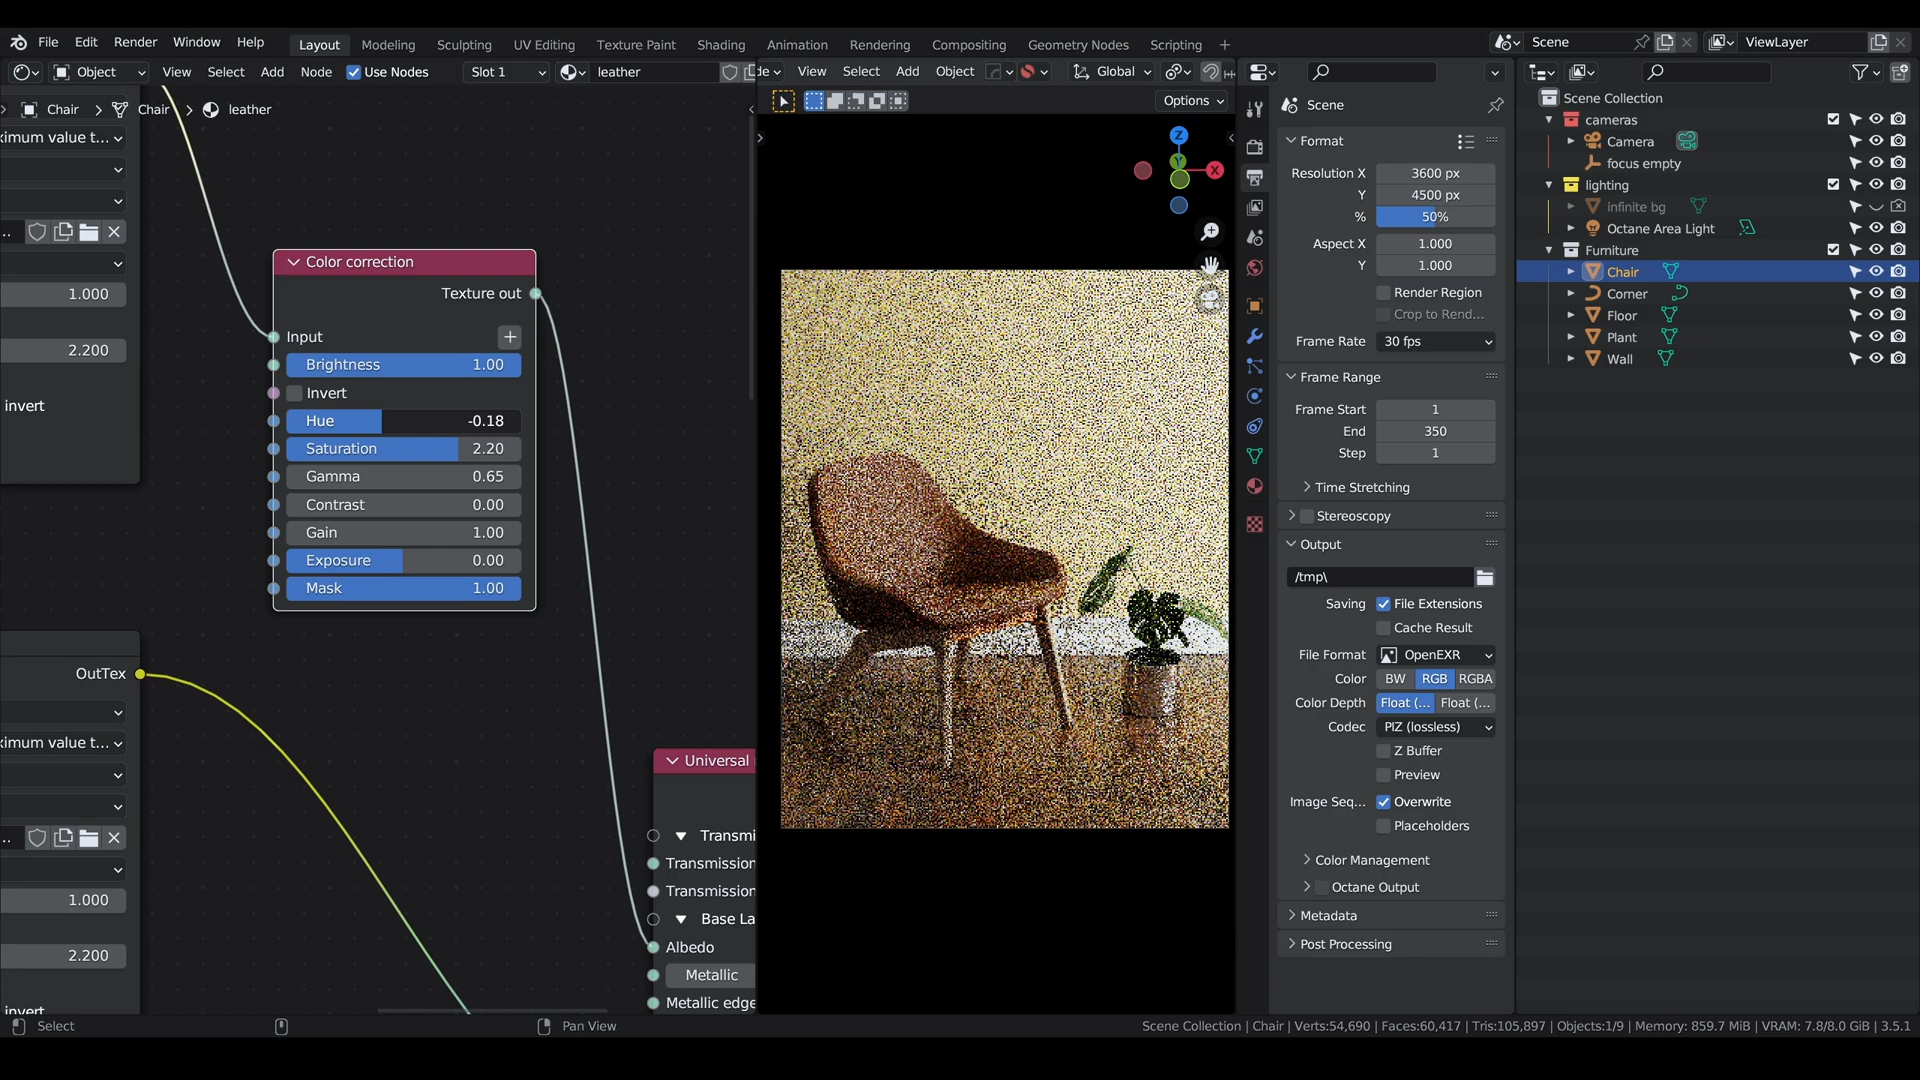 File Edit Render Window Help Layout Modeling Sculpting UV Editing Texture Paint Shading Animation Rendering Compositing Geometry Nodes Scripting + Scene ViewLayer
Object View Select Add Node Use Nodes Slot 1 leather View Select Add Object Global
Options
Chair > Chair > leather
ximum value t...
1.000
2.200
invert
Color correction
Texture out
Input
Brightness 1.00
Invert
Hue -0.18
Saturation 2.20
Gamma 0.65
Contrast 0.00
Gain 1.00
Exposure 0.00
Mask 1.00
OutTex
ximum value t...
1.000
2.200
invert
Universal
Transmi
Transmission
Transmission
Base La
Albedo
Metallic
Metallic edge
Z
Y
X
Scene
Format
Resolution X 3600 px
Y 4500 px
% 50%
Aspect X 1.000
Y 1.000
Render Region
Crop to Rend...
Frame Rate 30 fps
Frame Range
Frame Start 1
End 350
Step 1
Time Stretching
Stereoscopy
Output
/tmp\
Saving File Extensions
Cache Result
File Format OpenEXR
Color BW RGB RGBA
Color Depth Float (... Float (...
Codec PIZ (lossless)
Z Buffer
Preview
Image Seq... Overwrite
Placeholders
Color Management
Octane Output
Metadata
Post Processing
Scene Collection
cameras
Camera
focus empty
lighting
infinite bg
Octane Area Light
Furniture
Chair
Corner
Floor
Plant
Wall
Select Pan View Scene Collection | Chair | Verts:54,690 | Faces:60,417 | Tris:105,897 | Objects:1/9 | Memory: 859.7 MiB | VRAM: 7.8/8.0 GiB | 3.5.1